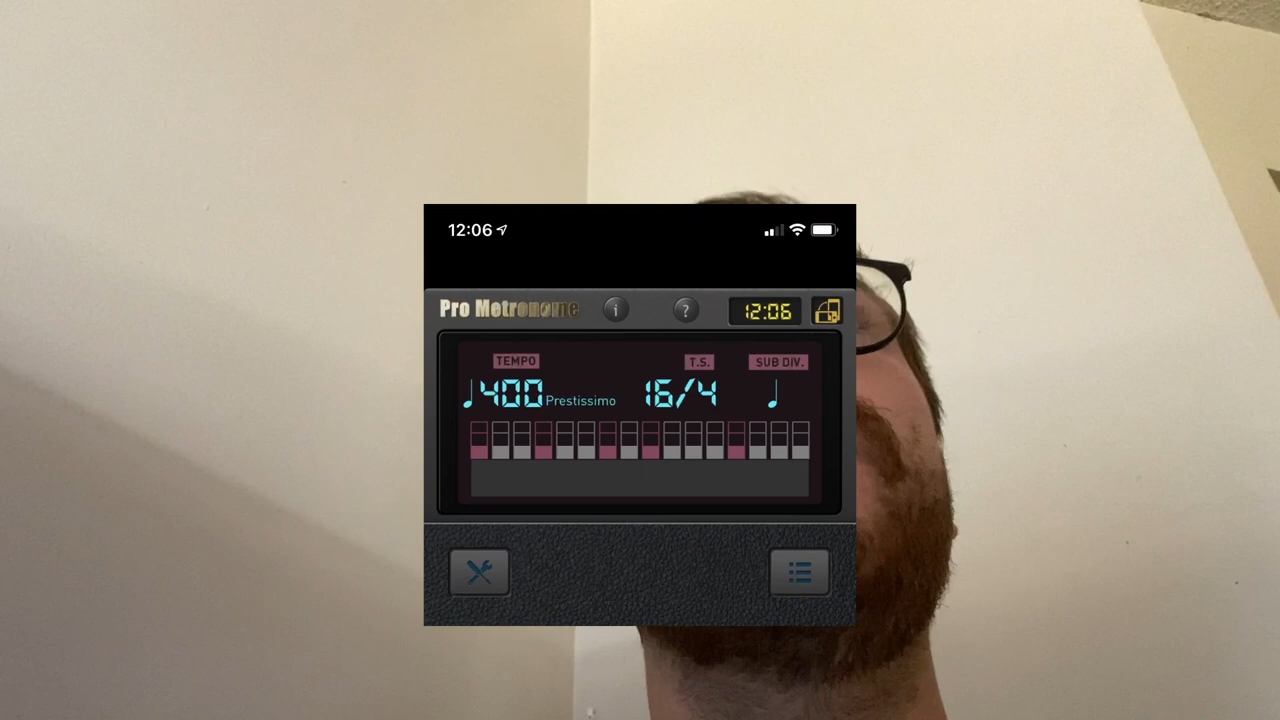 12:06
Pro Metronome i ? 12:06
TEMPO T.S. SUB DIV.
400 Prestissimo 16/4